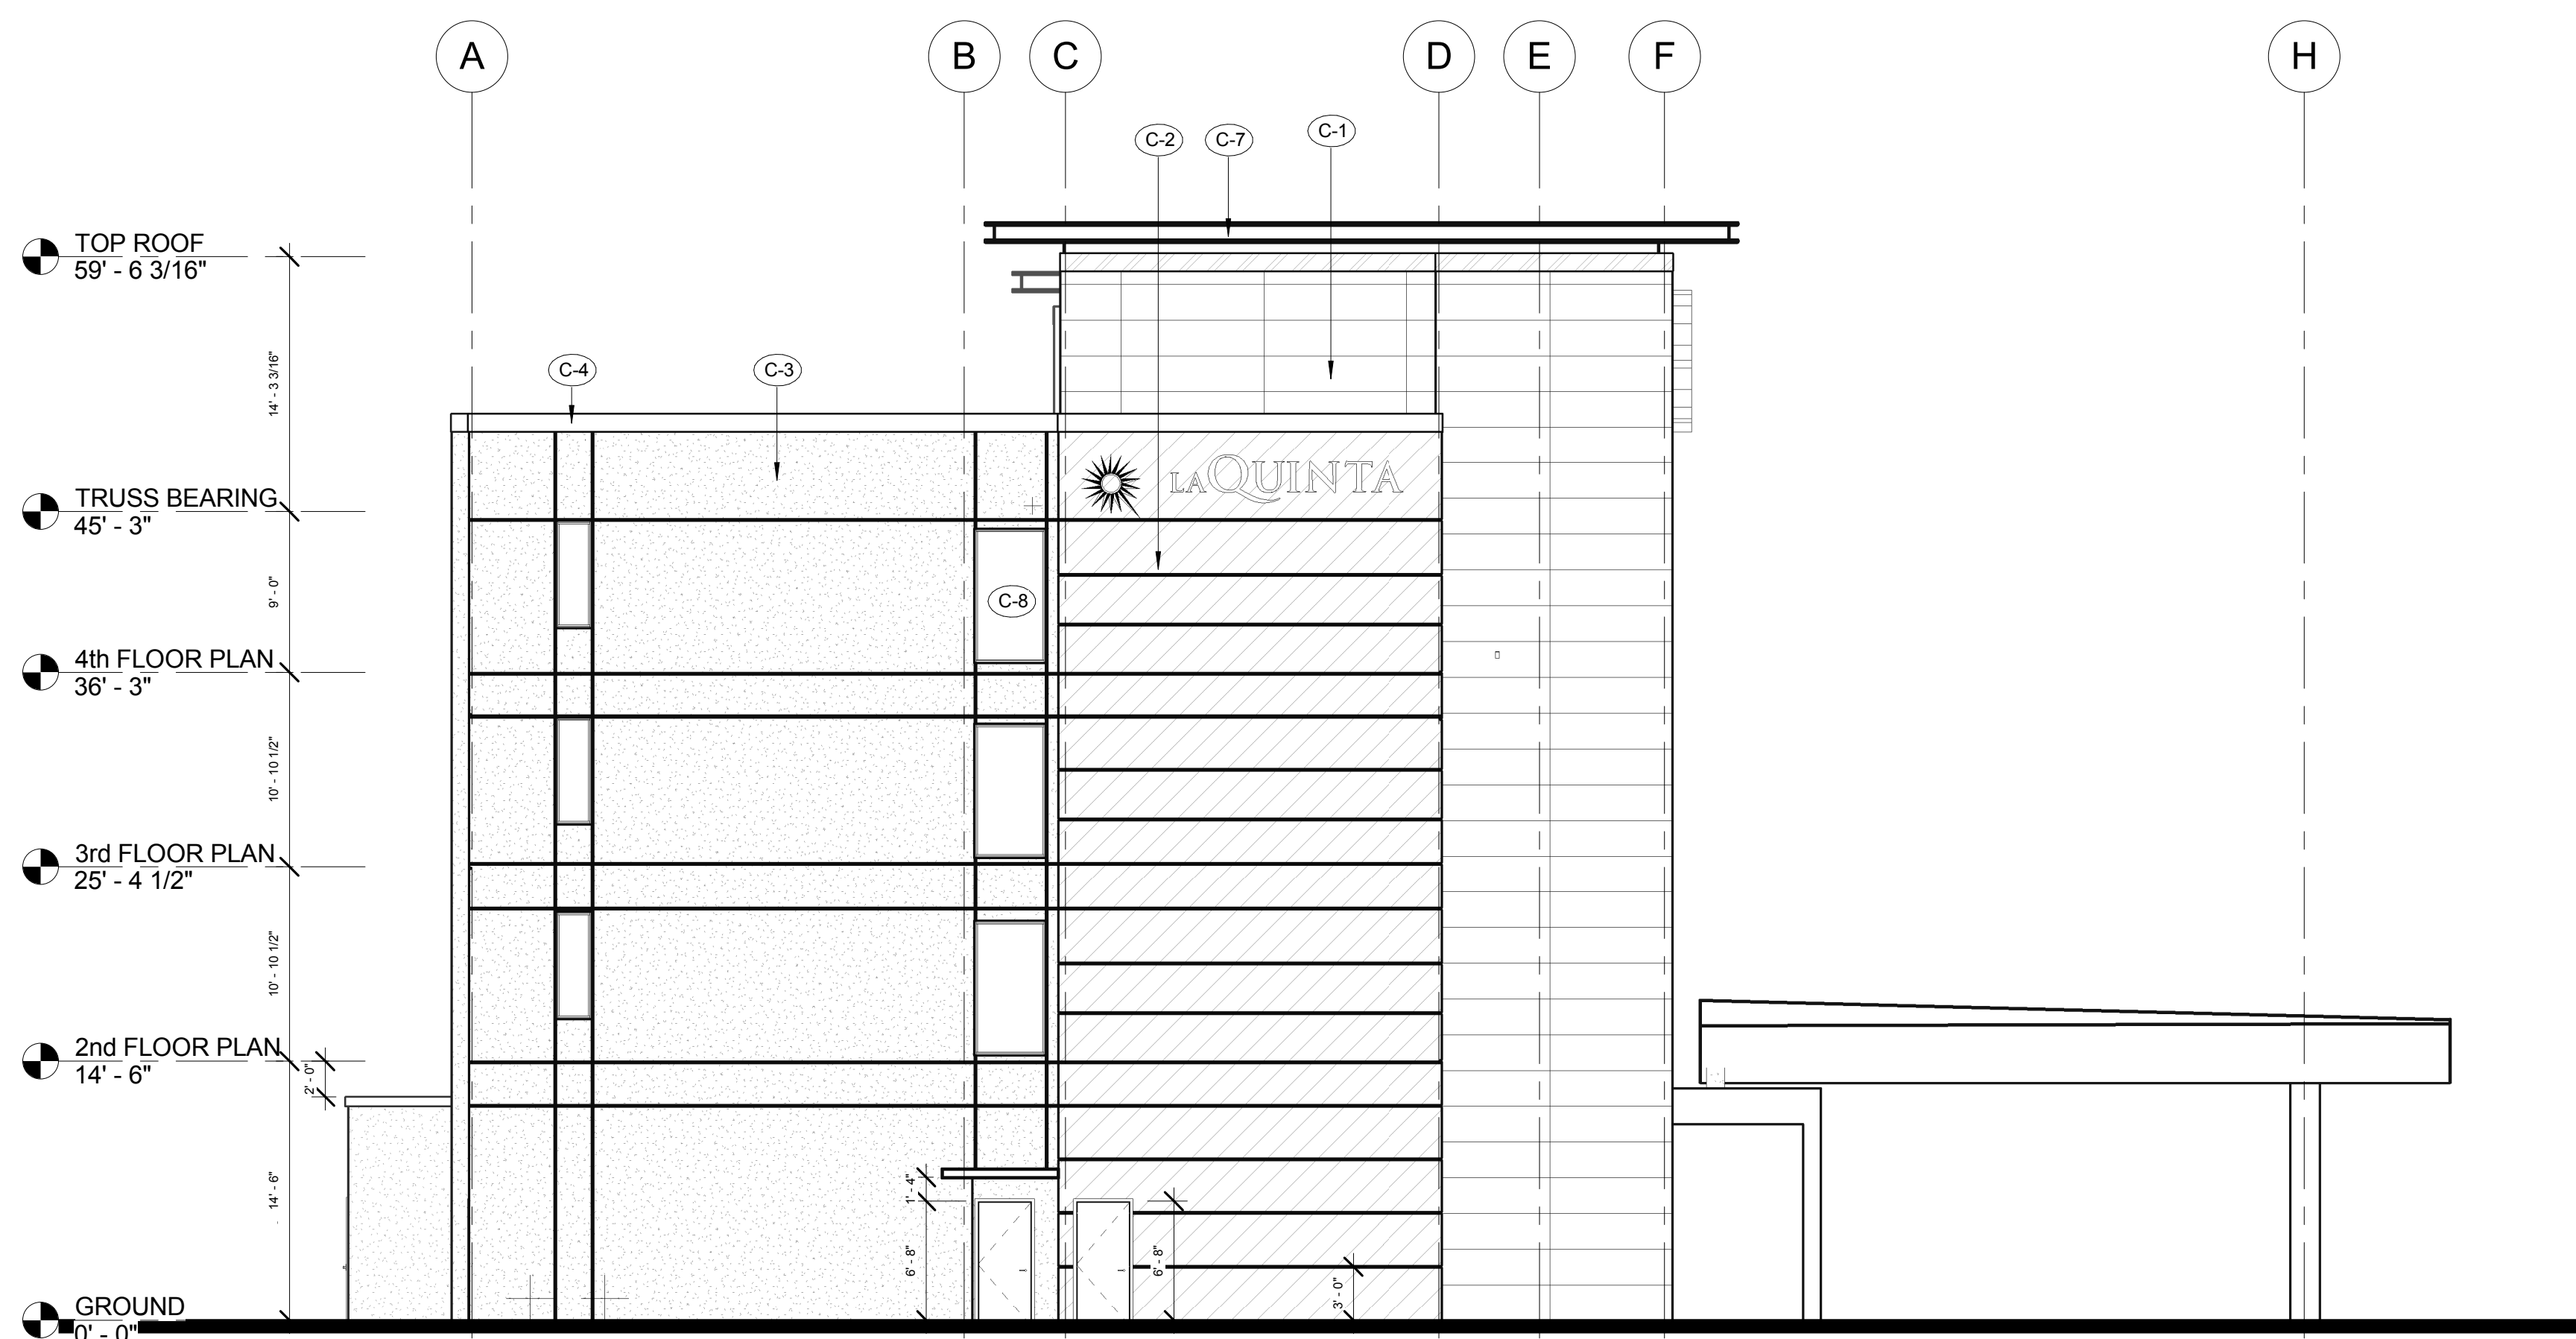 A B C D E F H
C-2 C-7 C-1
TOP ROOF
59' - 6 3/16"
14' - 3 3/16"
C-4 C-3
LAQUINTA
TRUSS BEARING
45' - 3"
9' - 0"
C-8
4th FLOOR PLAN
36' - 3"
10' - 10 1/2"
3rd FLOOR PLAN
25' - 4 1/2"
10' - 10 1/2"
2nd FLOOR PLAN
14' - 6"
2' - 0"
14' - 6"
1' - 4"
6' - 8"
6' - 8"
3' - 0"
GROUND
0' - 0"